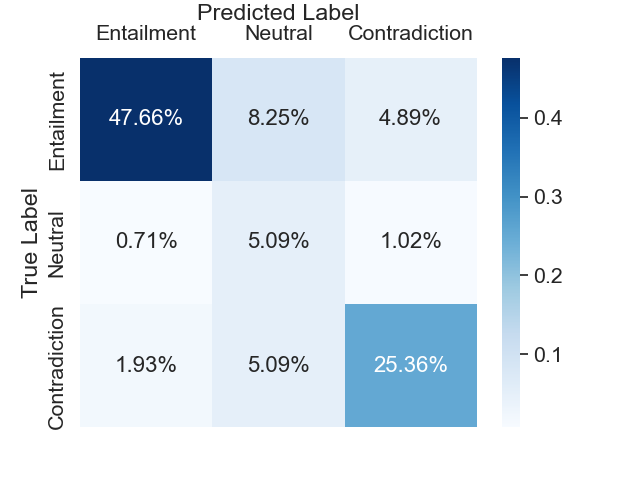 Predicted Label
Entailment Neutral Contradiction
True Label
Entailment
47.66% 8.25% 4.89%
Neutral
0.71% 5.09% 1.02%
Contradiction
1.93% 5.09% 25.36%
0.4
0.3
0.2
0.1